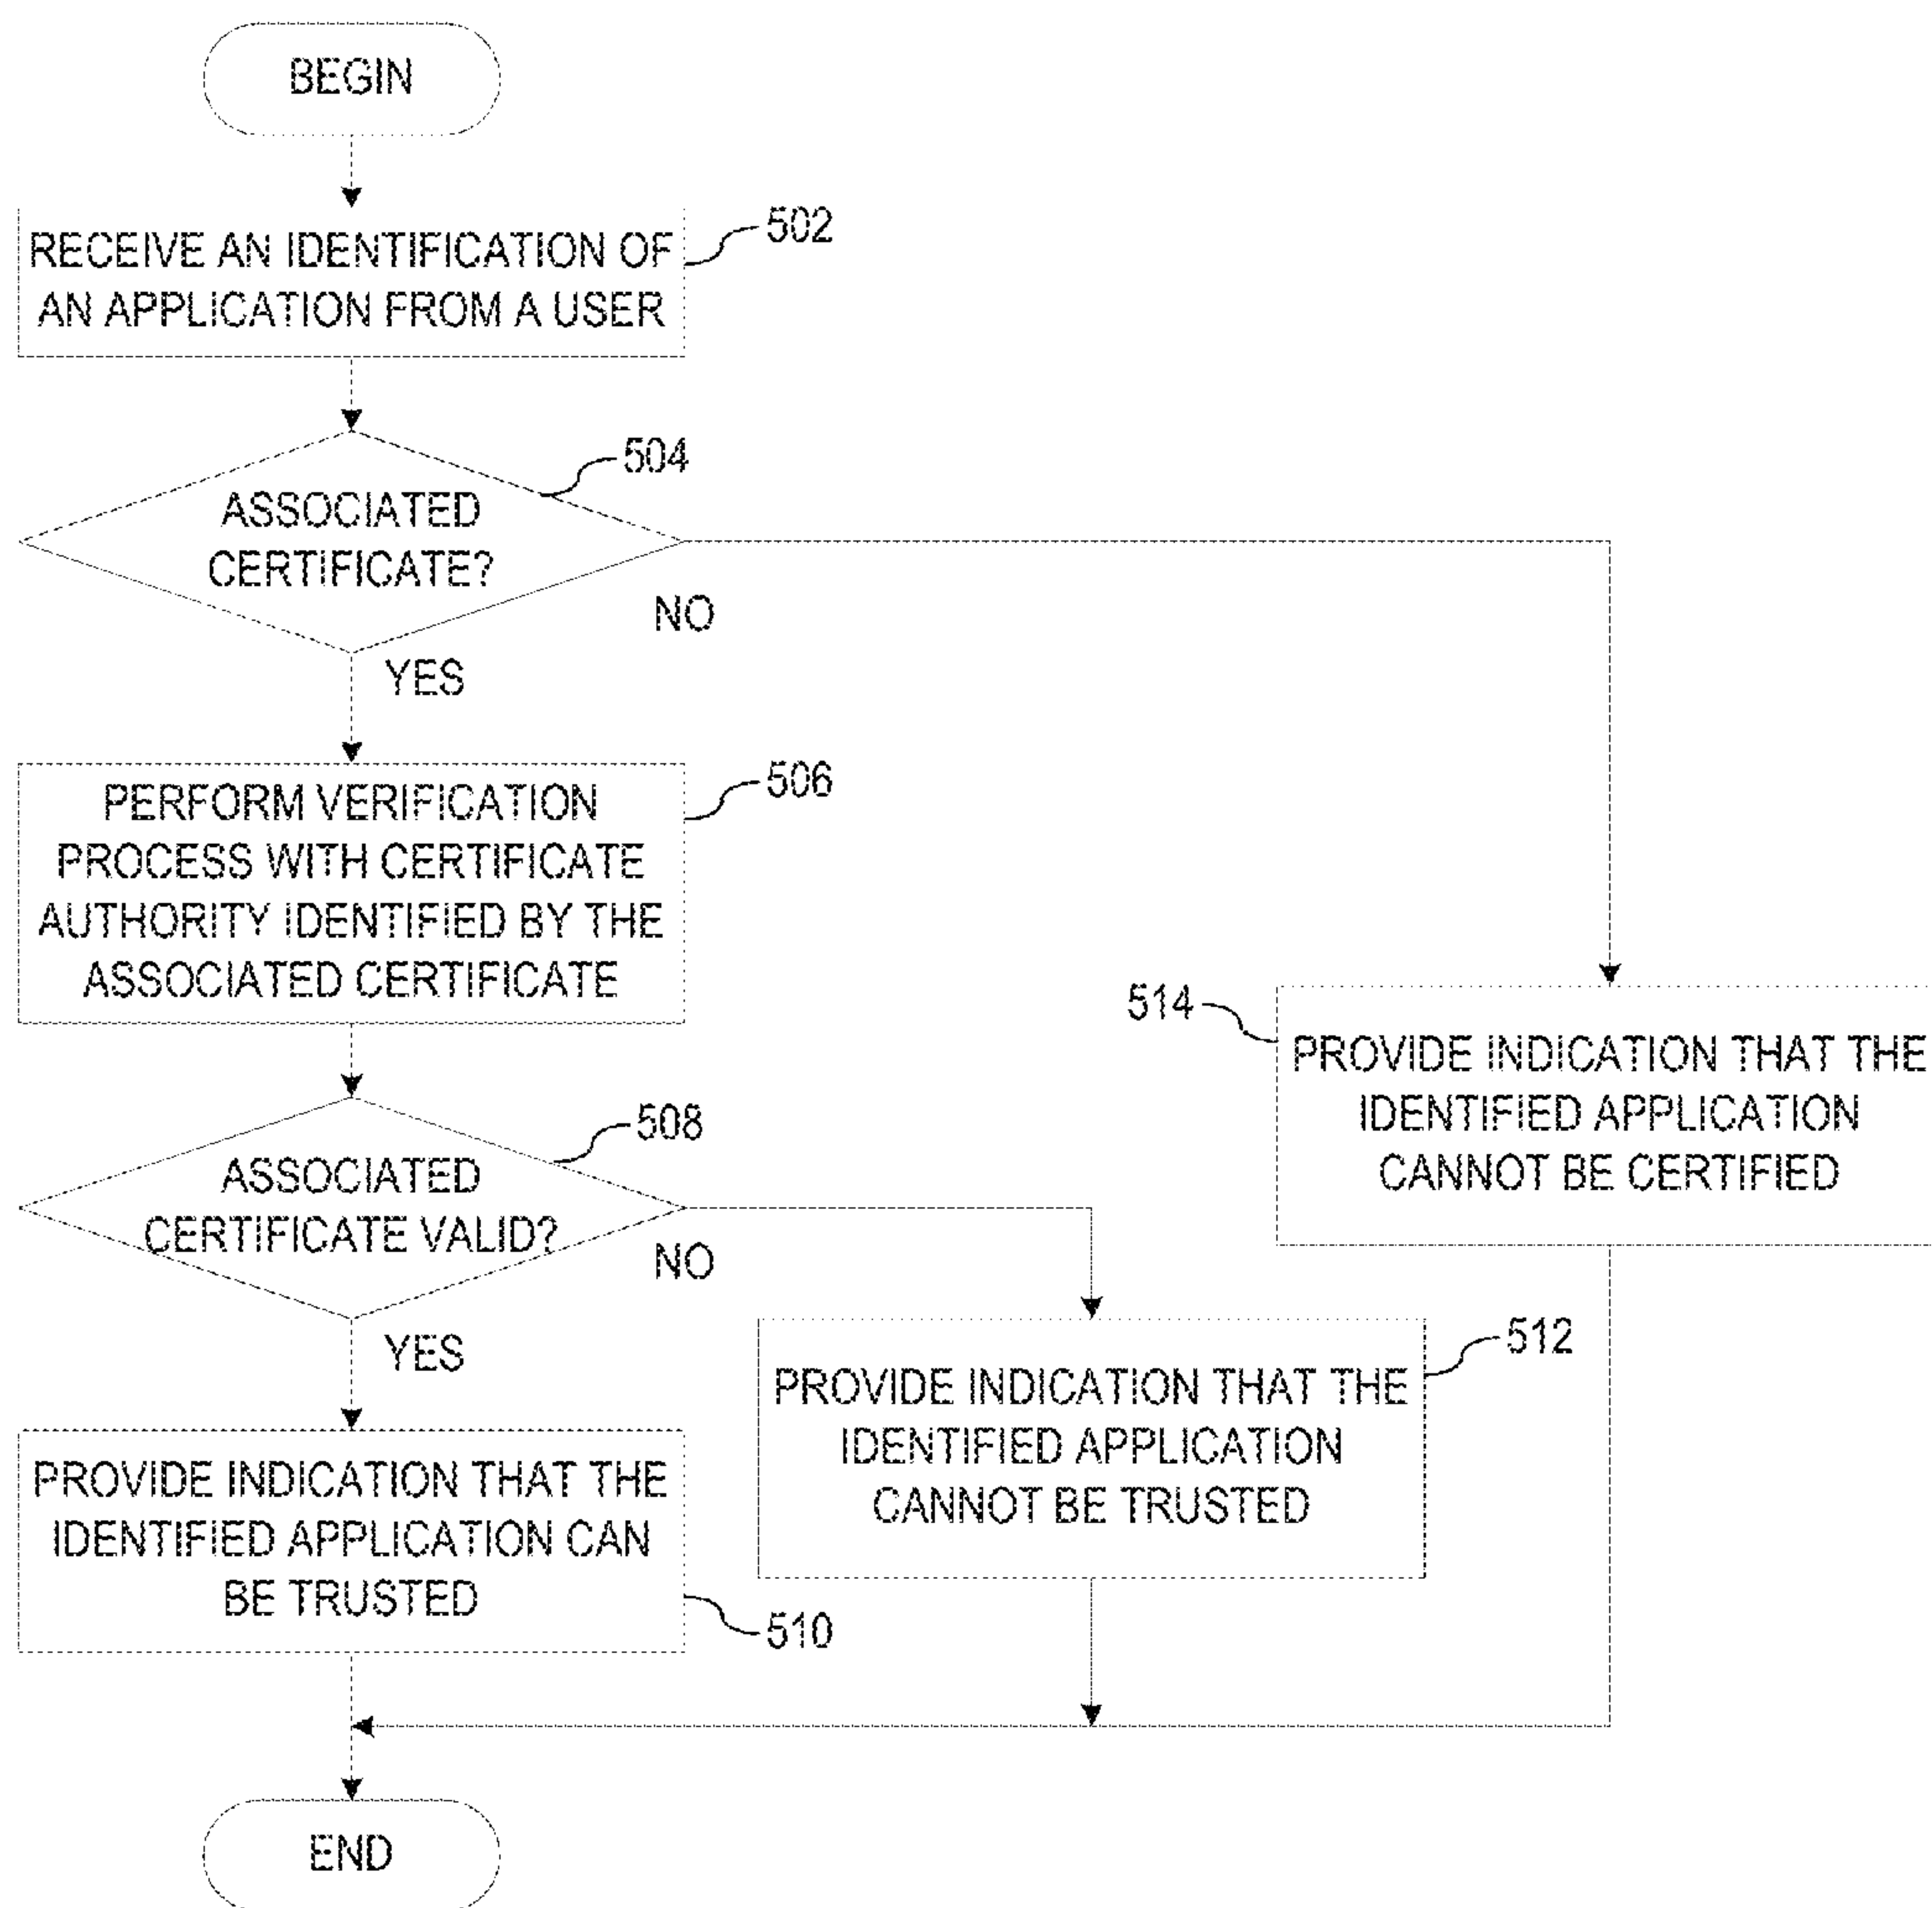 BEGIN
RECEIVE AN IDENTIFICATION OF
AN APPLICATION FROM A USER
502
ASSOCIATED
CERTIFICATE?
504
NO
YES
PERFORM VERIFICATION
PROCESS WITH CERTIFICATE
AUTHORITY IDENTIFIED BY THE
ASSOCIATED CERTIFICATE
506
514
PROVIDE INDICATION THAT THE
IDENTIFIED APPLICATION
CANNOT BE CERTIFIED
ASSOCIATED
CERTIFICATE VALID?
508
NO
YES
PROVIDE INDICATION THAT THE
IDENTIFIED APPLICATION
CANNOT BE TRUSTED
512
PROVIDE INDICATION THAT THE
IDENTIFIED APPLICATION CAN
BE TRUSTED
510
END